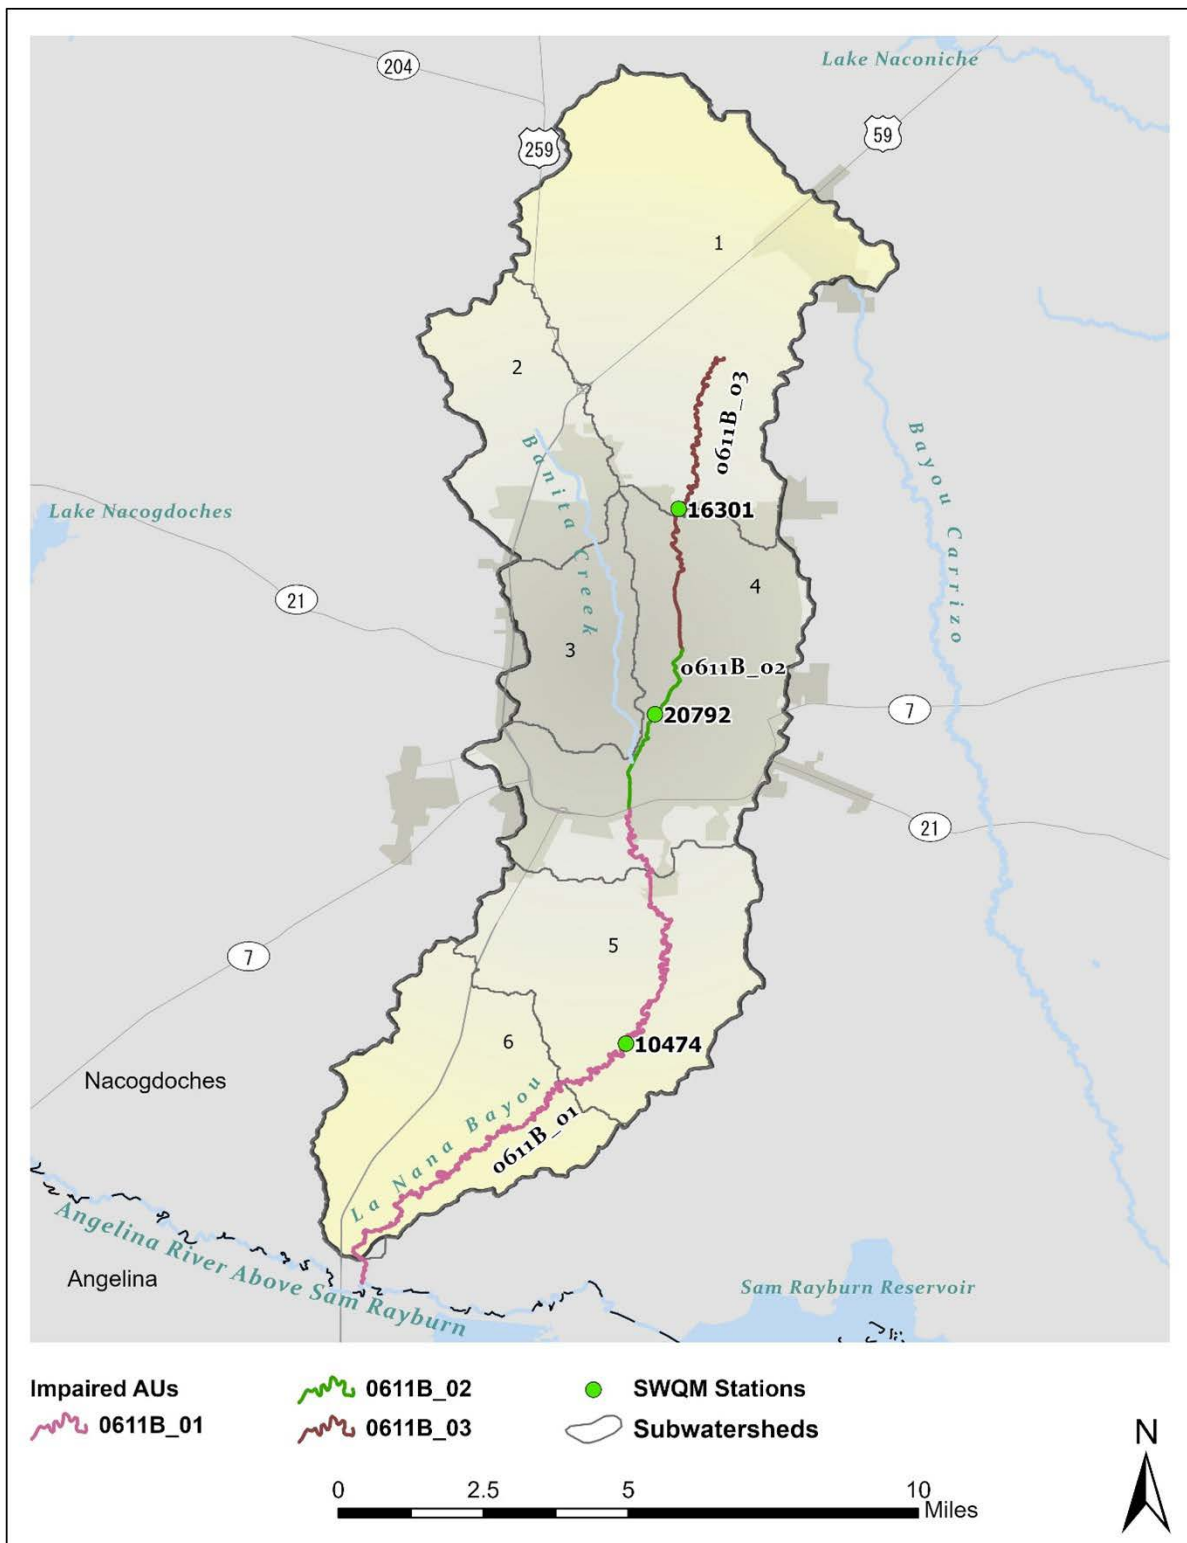 Lake Naconiche
204
259
59
1
2
0611B_03
Banita Creek
Bayou Carrizo
Lake Nacogdoches
16301
4
21
3
0611B_02
20792
7
21
5
7
10474
6
Nacogdoches
La Nana Bayou
0611B_01
Angelina River Above Sam Rayburn
Angelina
Sam Rayburn Reservoir
Impaired AUs
0611B_01
0611B_02
0611B_03
SWQM Stations
Subwatersheds
N
0 2.5 5 10
Miles